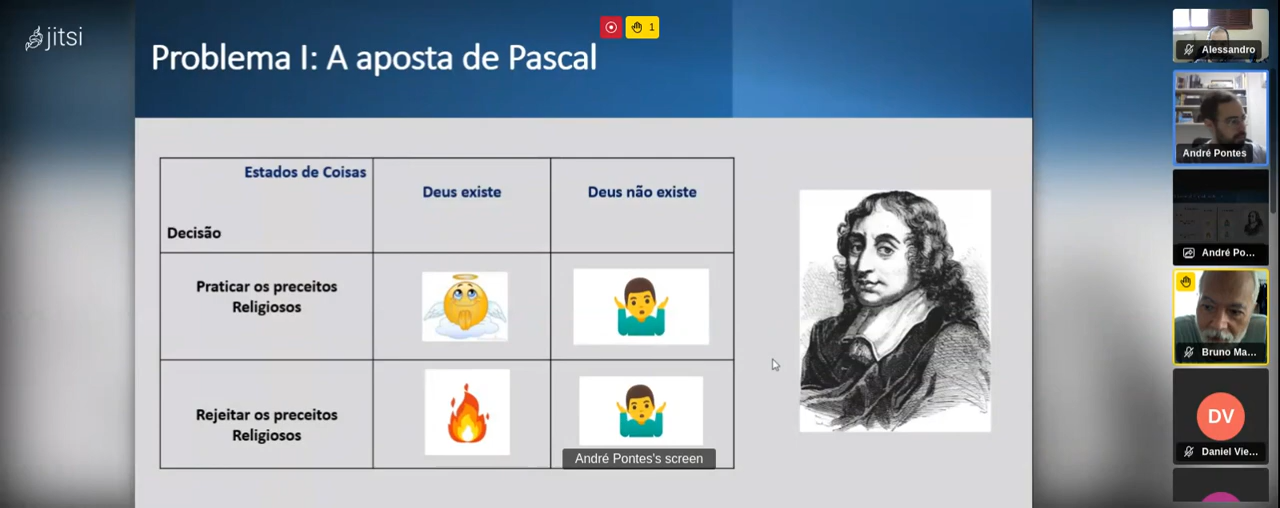 jitsi
1
Problema I: A aposta de Pascal
Estados de Coisas
Decisão
Deus existe
Deus não existe
Praticar os preceitos
Religiosos
Rejeitar os preceitos
Religiosos
André Pontes's screen
Alessandro
André Pontes
André Po...
Bruno Ma...
DV
Daniel Vie...